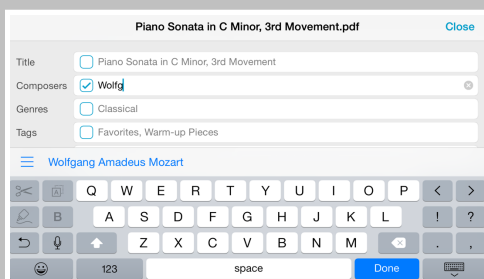 Piano Sonata in C Minor, 3rd Movement.pdf Close
Title Piano Sonata in C Minor, 3rd Movement
Composers Wolfg
Genres Classical
Tags Favorites, Warm-up Pieces
Wolfgang Amadeus Mozart
Q W E R T Y U I O P < >
B A S D F G H J K L ! ?
Z X C V B N M . ,
123 space Done